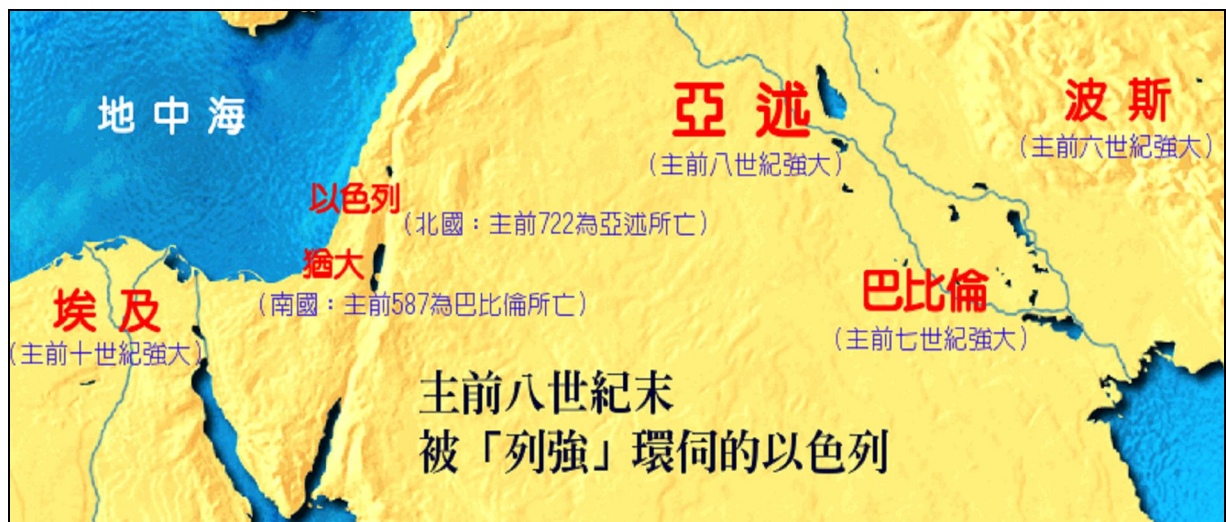 地中海
亞述
(主前八世紀強大)
波斯
(主前六世紀強大)
以色列
(北國：主前722為亞述所亡)
猶大
(南國：主前587為巴比倫所亡)
埃及
(主前十世紀強大)
巴比倫
(主前七世紀強大)
主前八世紀末
被「列強」環伺的以色列